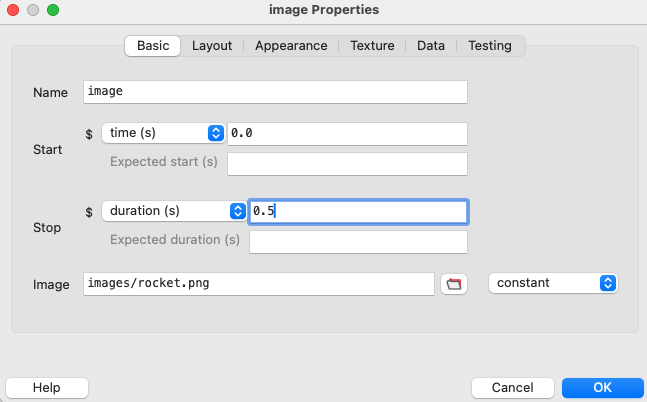 image Properties
Basic Layout Appearance Texture Data Testing
Name image
Start $ time (s) 0.0
Expected start (s)
Stop $ duration (s) 0.5
Expected duration (s)
Image images/rocket.png constant
Help Cancel OK